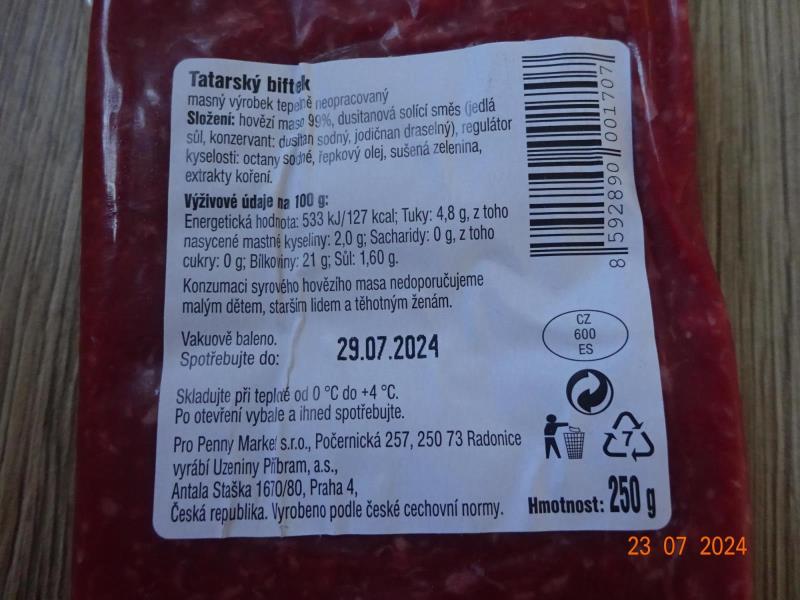 Tatarský biftek
masný výrobek tepelně neopracovaný
Složení: hovězí maso 99%, dusitanová solící směs (jedlá
sůl, konzervant: dusitan sodný, jodičnan draselný), regulátor
kyselosti: octany sodné, řepkový olej, sušená zelenina,
extrakty koření.
Výživové údaje na 100 g:
Energetická hodnota: 533 kJ/127 kcal; Tuky: 4,8 g, z toho
nasycené mastné kyseliny: 2,0 g; Sacharidy: 0 g, z toho
cukry: 0 g; Bílkoviny: 21 g; Sůl: 1,60 g.
Konzumaci syrového hovězího masa nedoporučujeme
malým dětem, starším lidem a těhotným ženám.
Vakuově baleno.
Spotřebujte do: 29.07.2024
Skladujte při teplotě od 0 °C do +4 °C.
Po otevření vybalte a ihned spotřebujte.
Pro Penny Market s.r.o., Počernická 257, 250 73 Radonice
vyrábí Uzeniny Příbram, a.s.,
Antala Staška 1670/80, Praha 4,
Česká republika. Vyrobeno podle české cechovní normy.
Hmotnost: 250 g
8 592890 001707
CZ
600
ES
7
23 07 2024